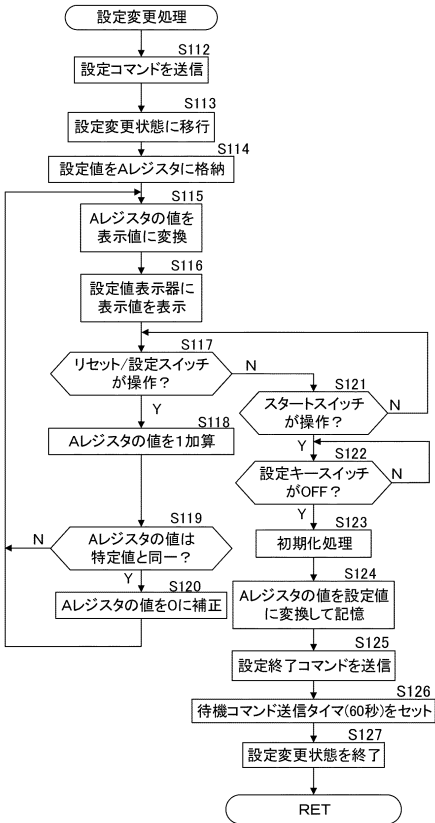 設定変更処理
S112
設定コマンドを送信
S113
設定変更状態に移行
S114
設定値をAレジスタに格納
S115
Aレジスタの値を
表示値に変換
S116
設定値表示器に
表示値を表示
S117
リセット/設定スイッチ
が操作?
N
Y
S118
Aレジスタの値を1加算
S119
Aレジスタの値は
特定値と同一?
N
Y
S120
Aレジスタの値を0に補正
S121
スタートスイッチ
が操作?
N
Y
S122
設定キースイッチ
がOFF?
N
Y
S123
初期化処理
S124
Aレジスタの値を設定値
に変換して記憶
S125
設定終了コマンドを送信
S126
待機コマンド送信タイマ(60秒)をセット
S127
設定変更状態を終了
RET